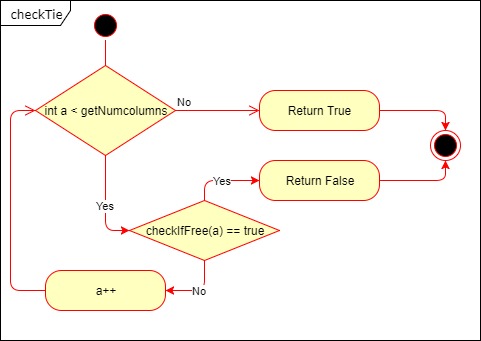 checkTie
int a < getNumcolumns
No
Return True
Yes
Return False
Yes
checkIfFree(a) == true
No
a++